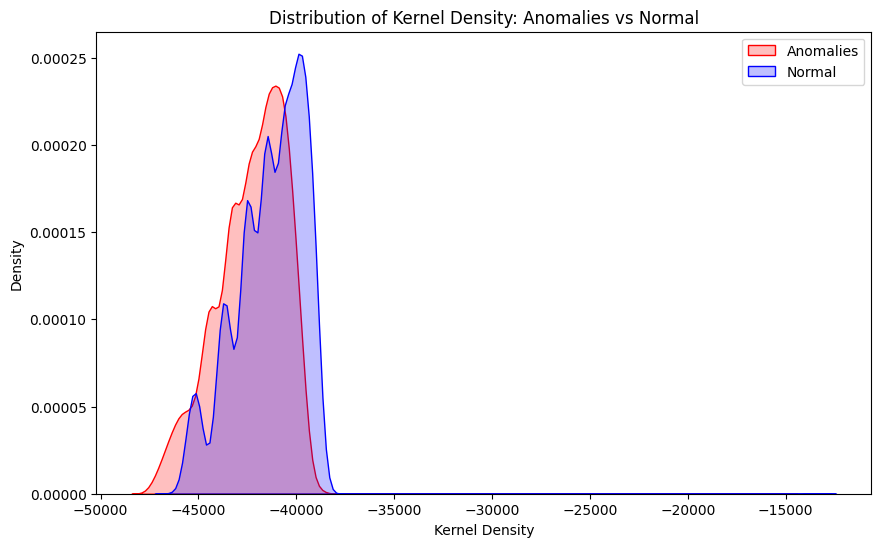 Distribution of Kernel Density: Anomalies vs Normal
Anomalies
Normal
0.00025
0.00020
0.00015
0.00010
0.00005
0.00000
Density
−50000 −45000 −40000 −35000 −30000 −25000 −20000 −15000
Kernel Density